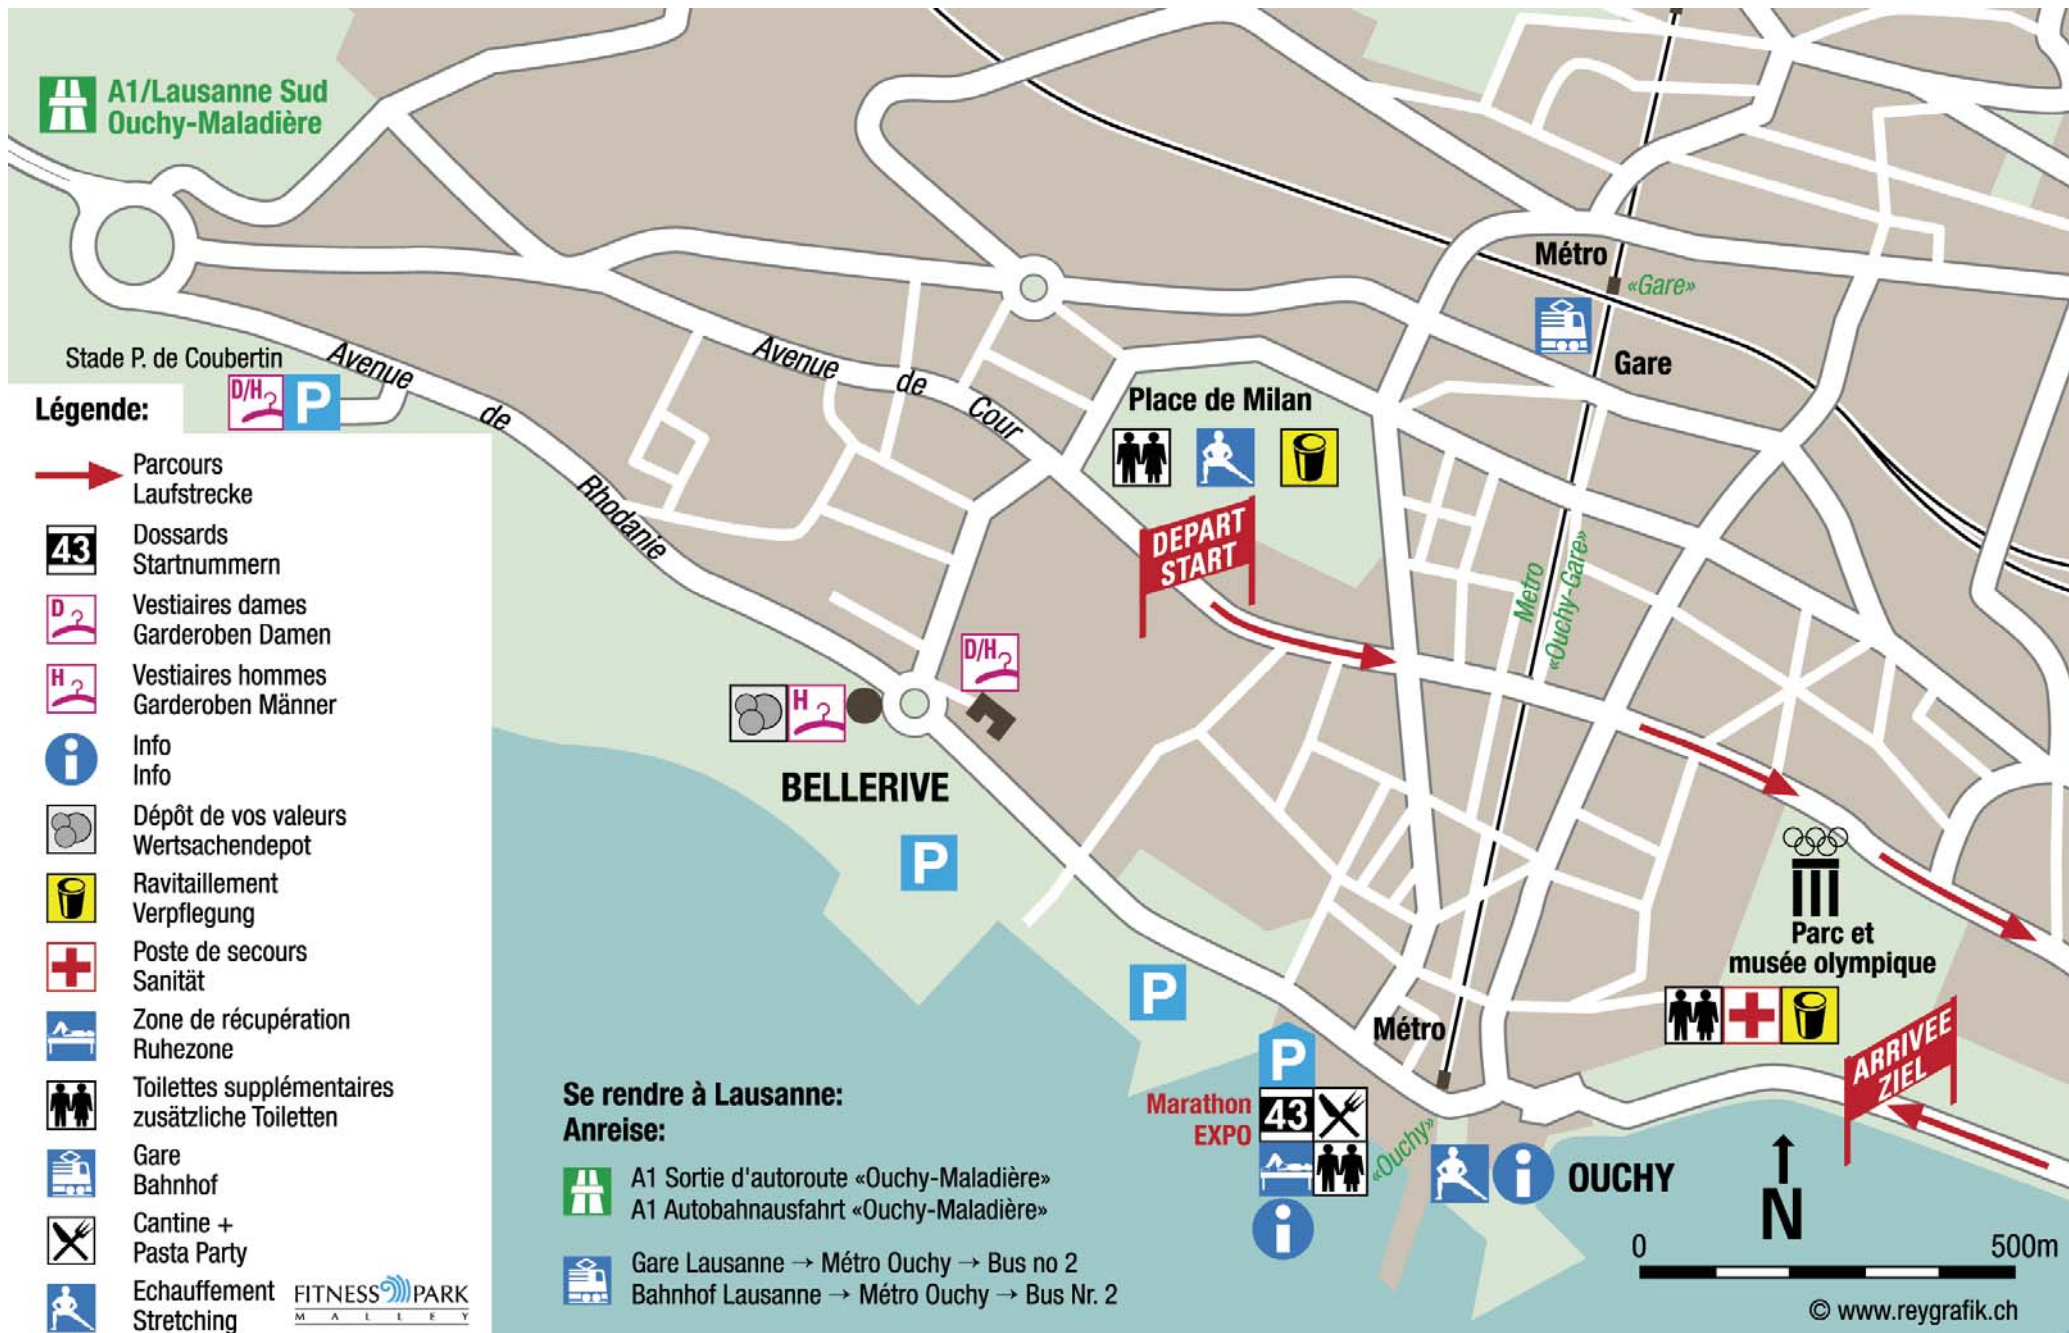 A1/Lausanne Sud
Ouchy-Maladière
Stade P. de Coubertin
D/H
P
Avenue
de
Rhodanie
Avenue
de
Cour
Métro
«Gare»
Gare
Place de Milan
DEPART
START
Metro
«Ouchy-Gare»
D/H
H
BELLERIVE
P
P
Parc et
musée olympique
ARRIVEE
ZIEL
Métro
P
Marathon
EXPO
43
«Ouchy»
i
i
OUCHY
N
0
500m
© www.reygrafik.ch
Légende:
Parcours
Laufstrecke
43
Dossards
Startnummern
D
Vestiaires dames
Garderoben Damen
H
Vestiaires hommes
Garderoben Männer
i
Info
Info
Dépôt de vos valeurs
Wertsachendepot
Ravitaillement
Verpflegung
Poste de secours
Sanität
Zone de récupération
Ruhezone
Toilettes supplémentaires
zusätzliche Toiletten
Gare
Bahnhof
Cantine +
Pasta Party
Echauffement
Stretching
FITNESS PARK
MALLEY
Se rendre à Lausanne:
Anreise:
A1 Sortie d'autoroute «Ouchy-Maladière»
A1 Autobahnausfahrt «Ouchy-Maladière»
Gare Lausanne → Métro Ouchy → Bus no 2
Bahnhof Lausanne → Métro Ouchy → Bus Nr. 2